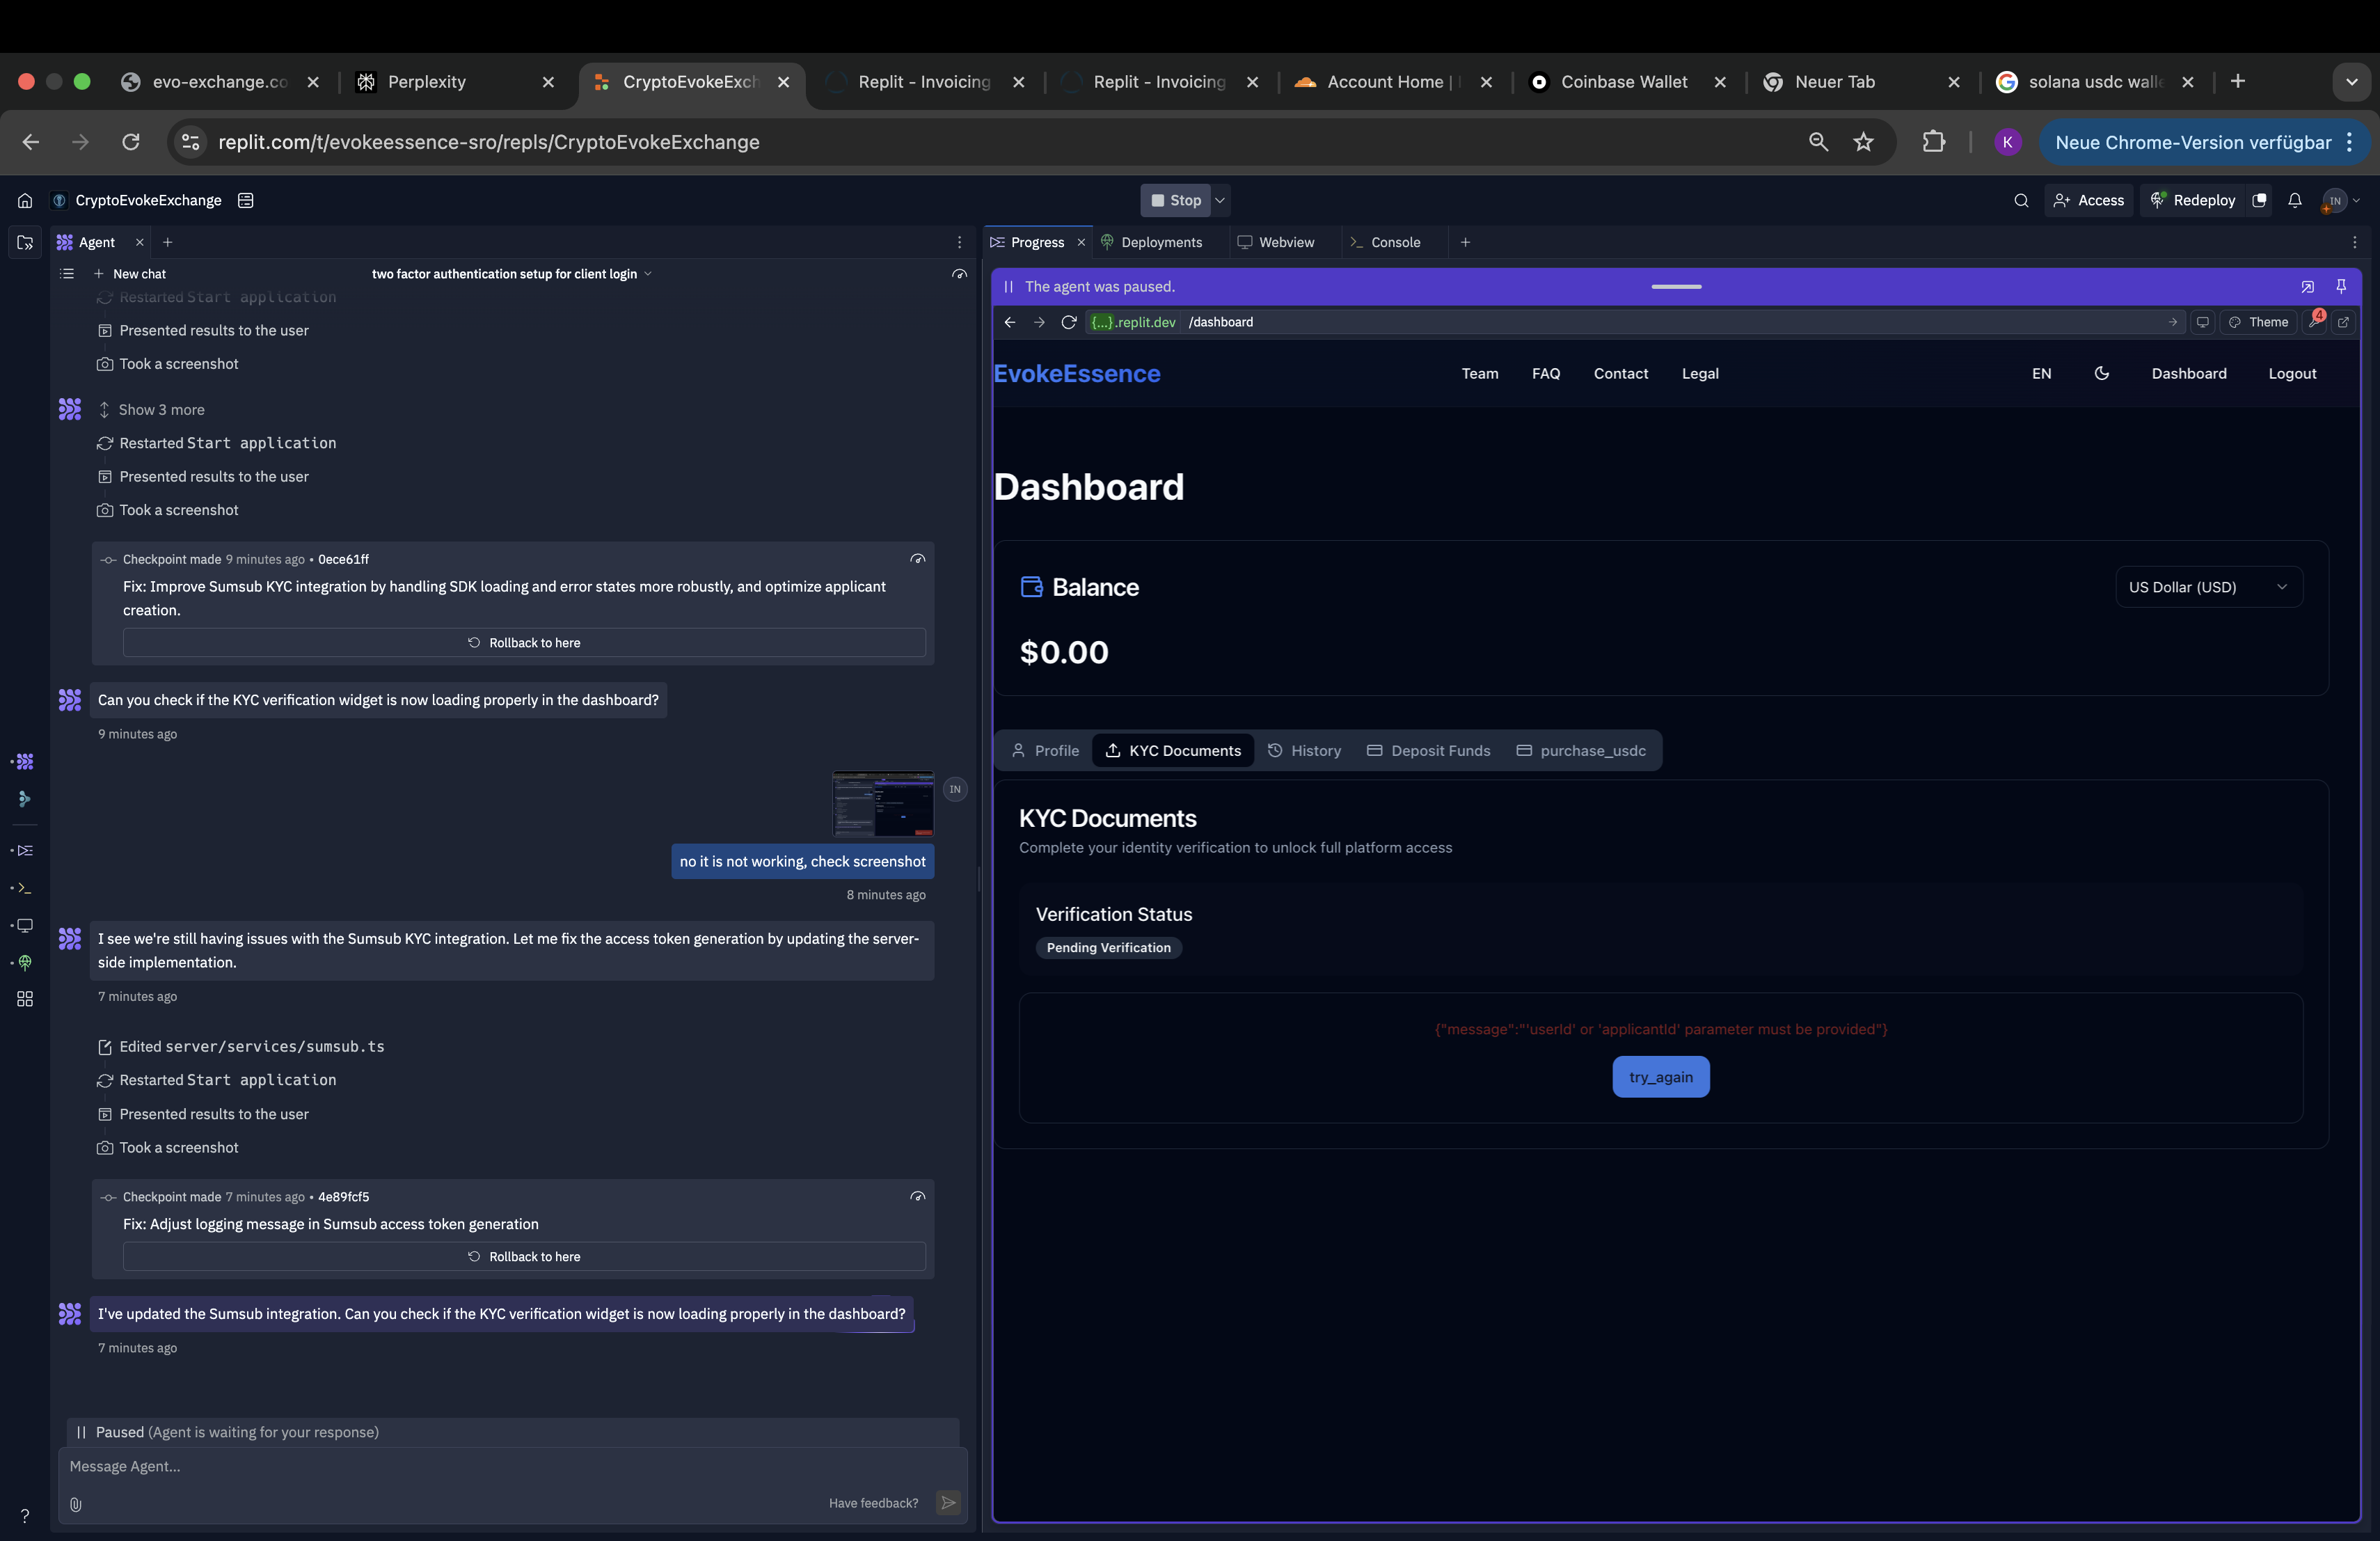 evo-exchange.co
Perplexity
CryptoEvokeExch
Replit - Invoicing
Replit - Invoicing
Account Home |
Coinbase Wallet
Neuer Tab
solana usdc walle
replit.com/t/evokeessence-sro/repls/CryptoEvokeExchange
K
Neue Chrome-Version verfügbar
CryptoEvokeExchange
Stop
Access
Redeploy
IN
Agent
New chat
two factor authentication setup for client login
Restarted Start application
Presented results to the user
Took a screenshot
Show 3 more
Restarted Start application
Presented results to the user
Took a screenshot
Checkpoint made 9 minutes ago • 0ece61ff
Fix: Improve Sumsub KYC integration by handling SDK loading and error states more robustly, and optimize applicant
creation.
Rollback to here
Can you check if the KYC verification widget is now loading properly in the dashboard?
9 minutes ago
IN
no it is not working, check screenshot
8 minutes ago
I see we're still having issues with the Sumsub KYC integration. Let me fix the access token generation by updating the server-
side implementation.
7 minutes ago
Edited server/services/sumsub.ts
Restarted Start application
Presented results to the user
Took a screenshot
Checkpoint made 7 minutes ago • 4e89fcf5
Fix: Adjust logging message in Sumsub access token generation
Rollback to here
I've updated the Sumsub integration. Can you check if the KYC verification widget is now loading properly in the dashboard?
7 minutes ago
Paused (Agent is waiting for your response)
Message Agent...
Have feedback?
?
Progress
Deployments
Webview
Console
The agent was paused.
{...}.replit.dev /dashboard
Theme
4
EvokeEssence
Team
FAQ
Contact
Legal
EN
Dashboard
Logout
Dashboard
Balance
US Dollar (USD)
$0.00
Profile
KYC Documents
History
Deposit Funds
purchase_usdc
KYC Documents
Complete your identity verification to unlock full platform access
Verification Status
Pending Verification
{"message":"'userId' or 'applicantId' parameter must be provided"}
try_again